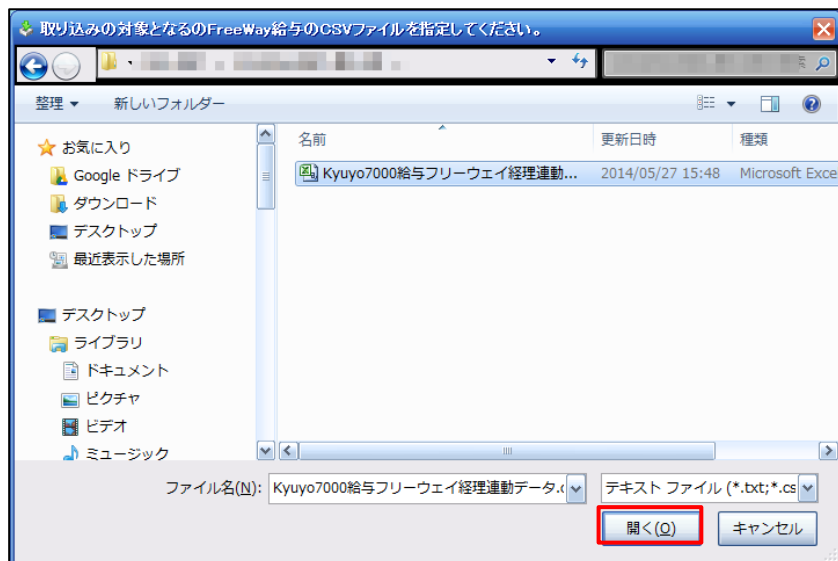 取り込みの対象となるのFreeWay給与のCSVファイルを指定してください。
整理 新しいフォルダー
名前 更新日時 種類
Kyuyo7000給与フリーウェイ経理連動... 2014/05/27 15:48 Microsoft Exce
お気に入り
Google ドライブ
ダウンロード
デスクトップ
最近表示した場所
デスクトップ
ライブラリ
ドキュメント
ピクチャ
ビデオ
ミュージック
ファイル名(N): Kyuyo7000給与フリーウェイ経理連動データ.c テキスト ファイル (*.txt;*.cs
開く(O) キャンセル